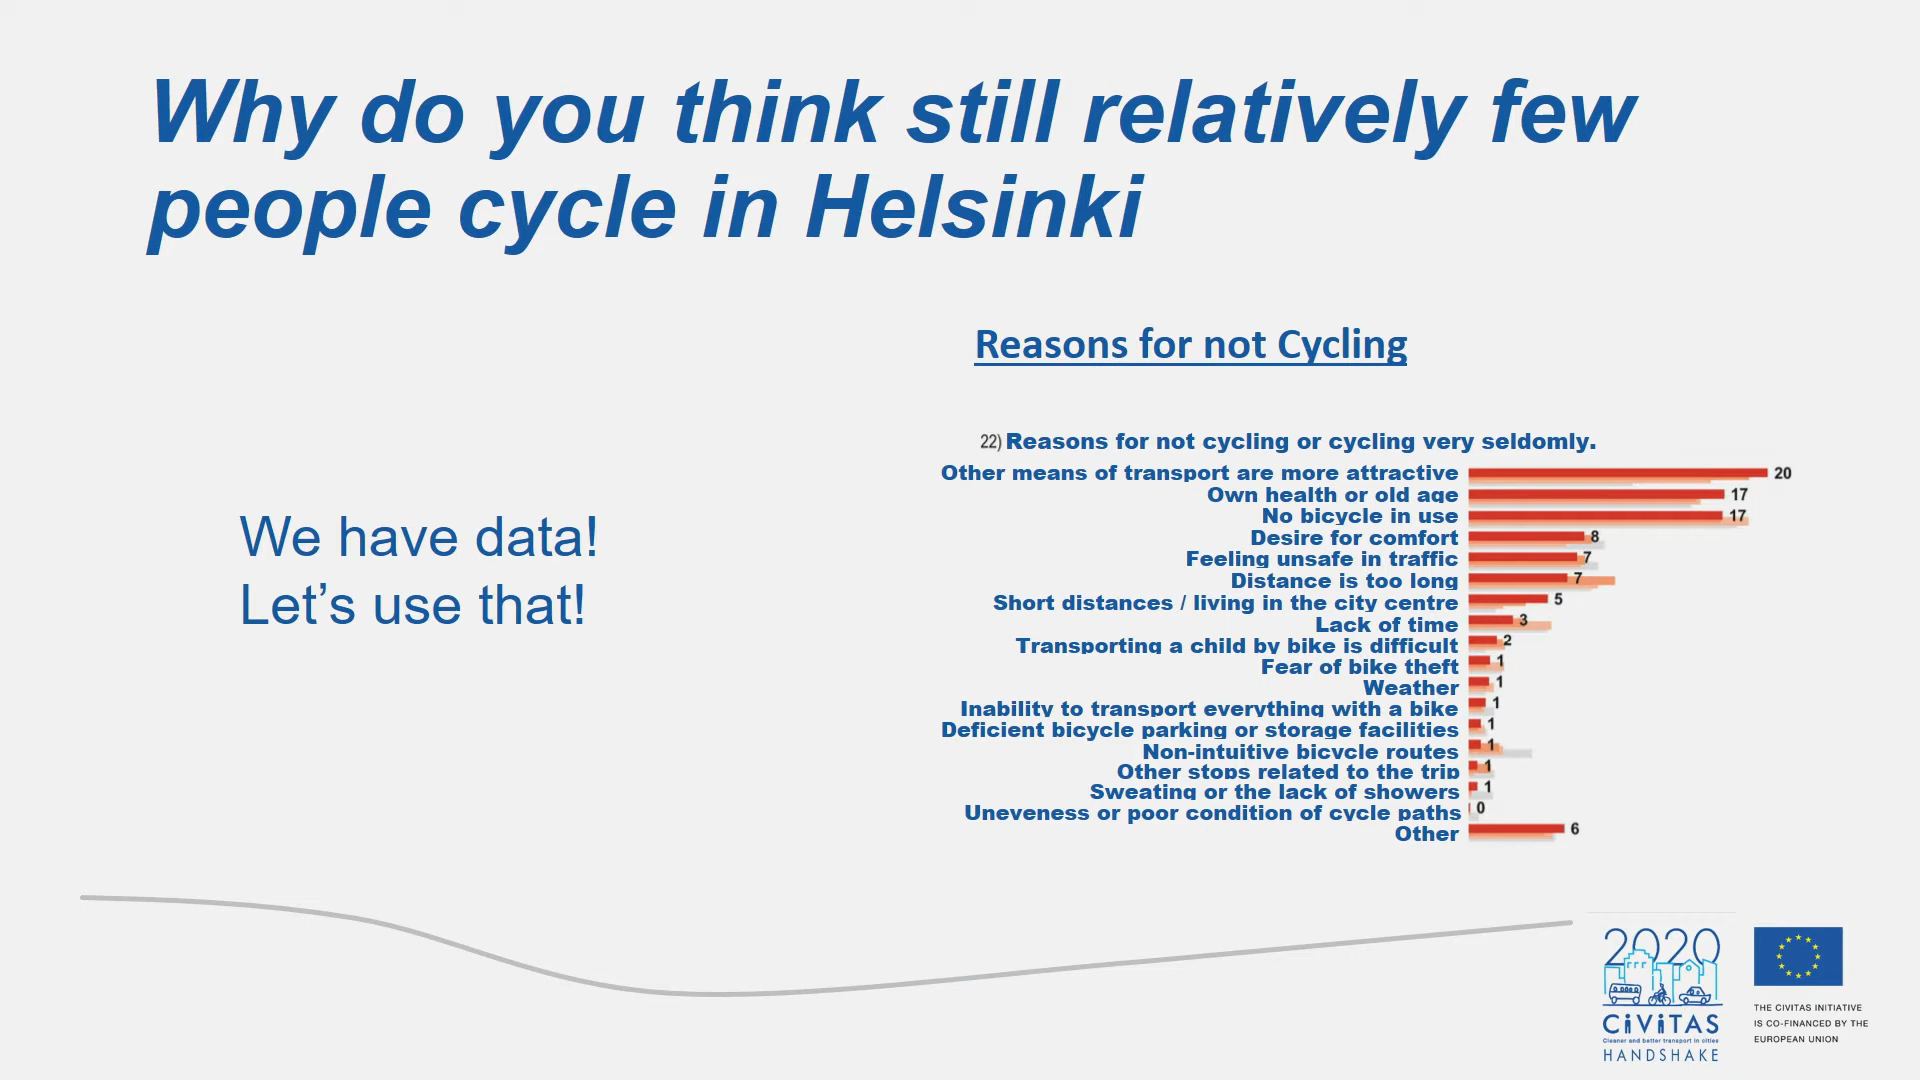 Why do you think still relatively few
people cycle in Helsinki
We have data!
Let’s use that!
Reasons for not Cycling
22) Reasons for not cycling or cycling very seldomly.
Other means of transport are more attractive 20
Own health or old age 17
No bicycle in use 17
Desire for comfort 8
Feeling unsafe in traffic 7
Distance is too long 7
Short distances / living in the city centre 5
Lack of time 3
Transporting a child by bike is difficult 2
Fear of bike theft 1
Weather 1
Inability to transport everything with a bike 1
Deficient bicycle parking or storage facilities 1
Non-intuitive bicycle routes 1
Other stops related to the trip 1
Sweating or the lack of showers 1
Uneveness or poor condition of cycle paths 0
Other 6
2020
CiViTAS
Cleaner and better transport in cities
HANDSHAKE
THE CIVITAS INITIATIVE
IS CO-FINANCED BY THE
EUROPEAN UNION